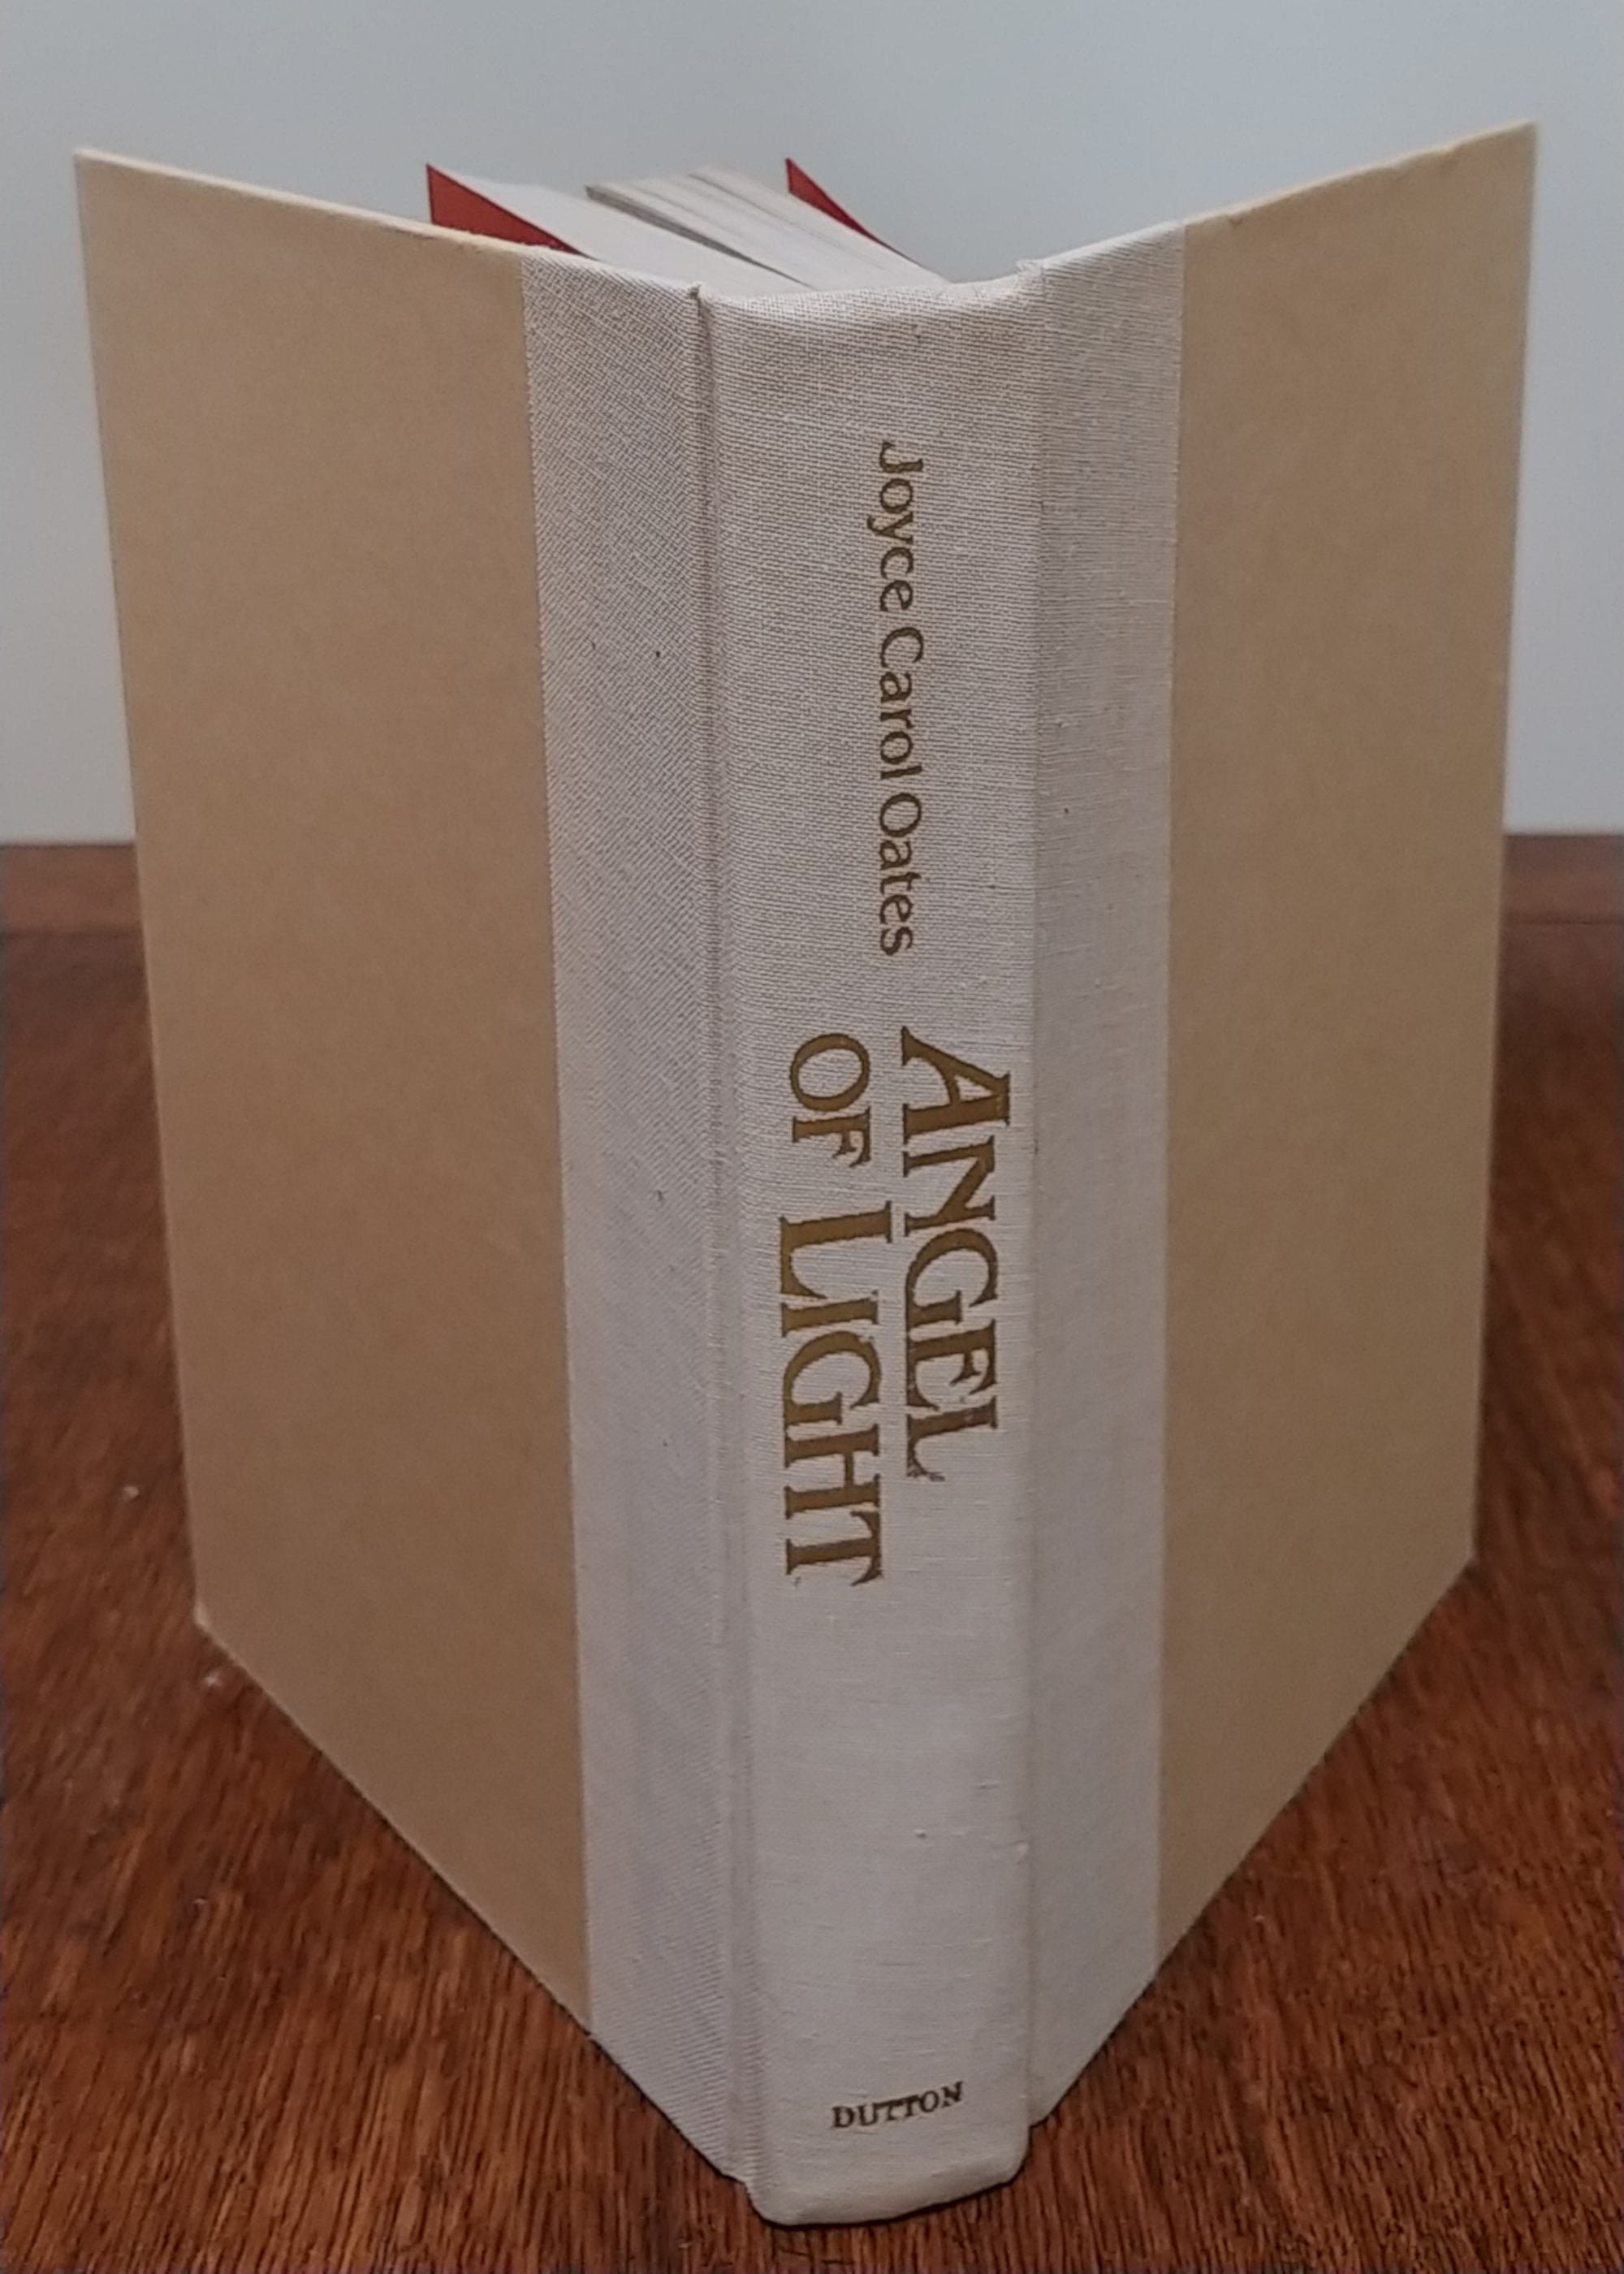 Joyce Carol Oates
ANGEL
OF LIGHT
DUTTON